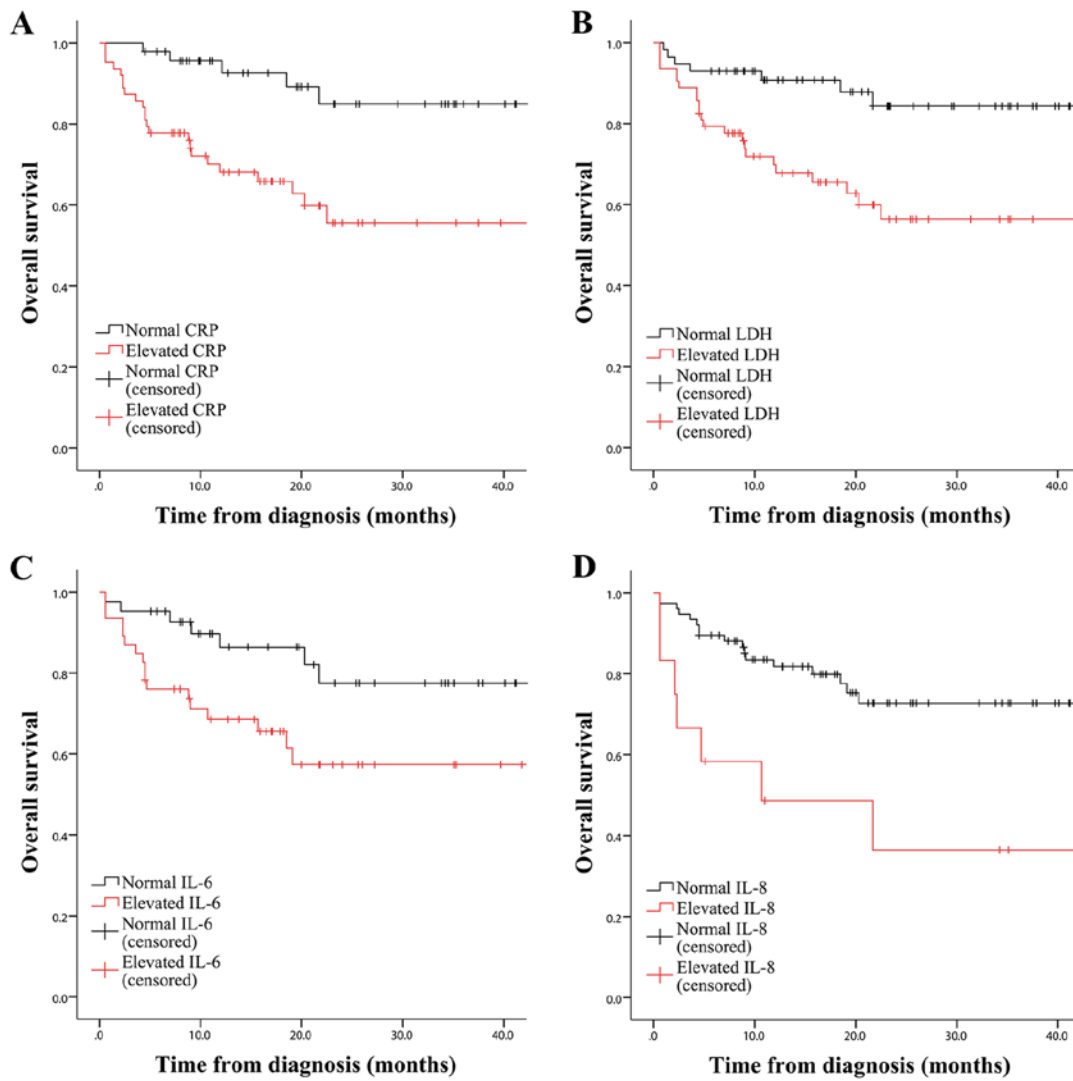 A
Overall survival
1.0
0.8
0.6
0.4
0.2
0.0
Normal CRP
Elevated CRP
Normal CRP
(censored)
Elevated CRP
(censored)
.0 10.0 20.0 30.0 40.0
Time from diagnosis (months)
B
Overall survival
1.0
0.8
0.6
0.4
0.2
0.0
Normal LDH
Elevated LDH
Normal LDH
(censored)
Elevated LDH
(censored)
.0 10.0 20.0 30.0 40.0
Time from diagnosis (months)
C
Overall survival
1.0
0.8
0.6
0.4
0.2
0.0
Normal IL-6
Elevated IL-6
Normal IL-6
(censored)
Elevated IL-6
(censored)
.0 10.0 20.0 30.0 40.0
Time from diagnosis (months)
D
Overall survival
1.0
0.8
0.6
0.4
0.2
0.0
Normal IL-8
Elevated IL-8
Normal IL-8
(censored)
Elevated IL-8
(censored)
.0 10.0 20.0 30.0 40.0
Time from diagnosis (months)